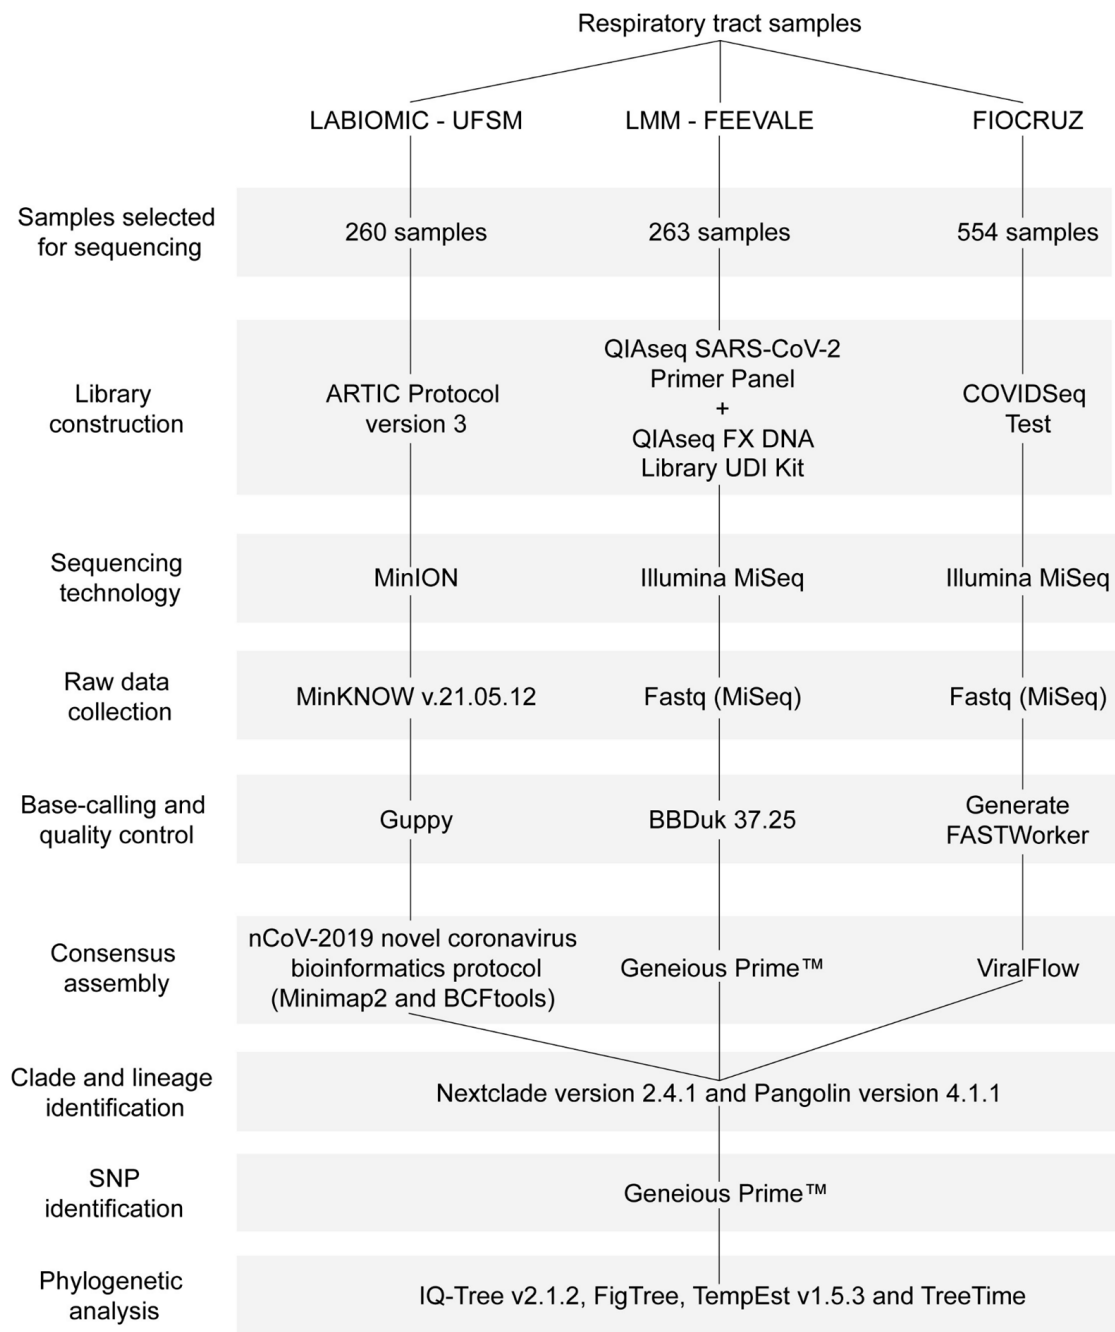 Respiratory tract samples
LABIOMIC - UFSM
LMM - FEEVALE
FIOCRUZ
Samples selected
for sequencing
260 samples
263 samples
554 samples
Library
construction
ARTIC Protocol
version 3
QIAseq SARS-CoV-2
Primer Panel
+
QIAseq FX DNA
Library UDI Kit
COVIDSeq
Test
Sequencing
technology
MinION
Illumina MiSeq
Illumina MiSeq
Raw data
collection
MinKNOW v.21.05.12
Fastq (MiSeq)
Fastq (MiSeq)
Base-calling and
quality control
Guppy
BBDuk 37.25
Generate
FASTWorker
Consensus
assembly
nCoV-2019 novel coronavirus
bioinformatics protocol
(Minimap2 and BCFtools)
Geneious Prime™
ViralFlow
Clade and lineage
identification
Nextclade version 2.4.1 and Pangolin version 4.1.1
SNP
identification
Geneious Prime™
Phylogenetic
analysis
IQ-Tree v2.1.2, FigTree, TempEst v1.5.3 and TreeTime